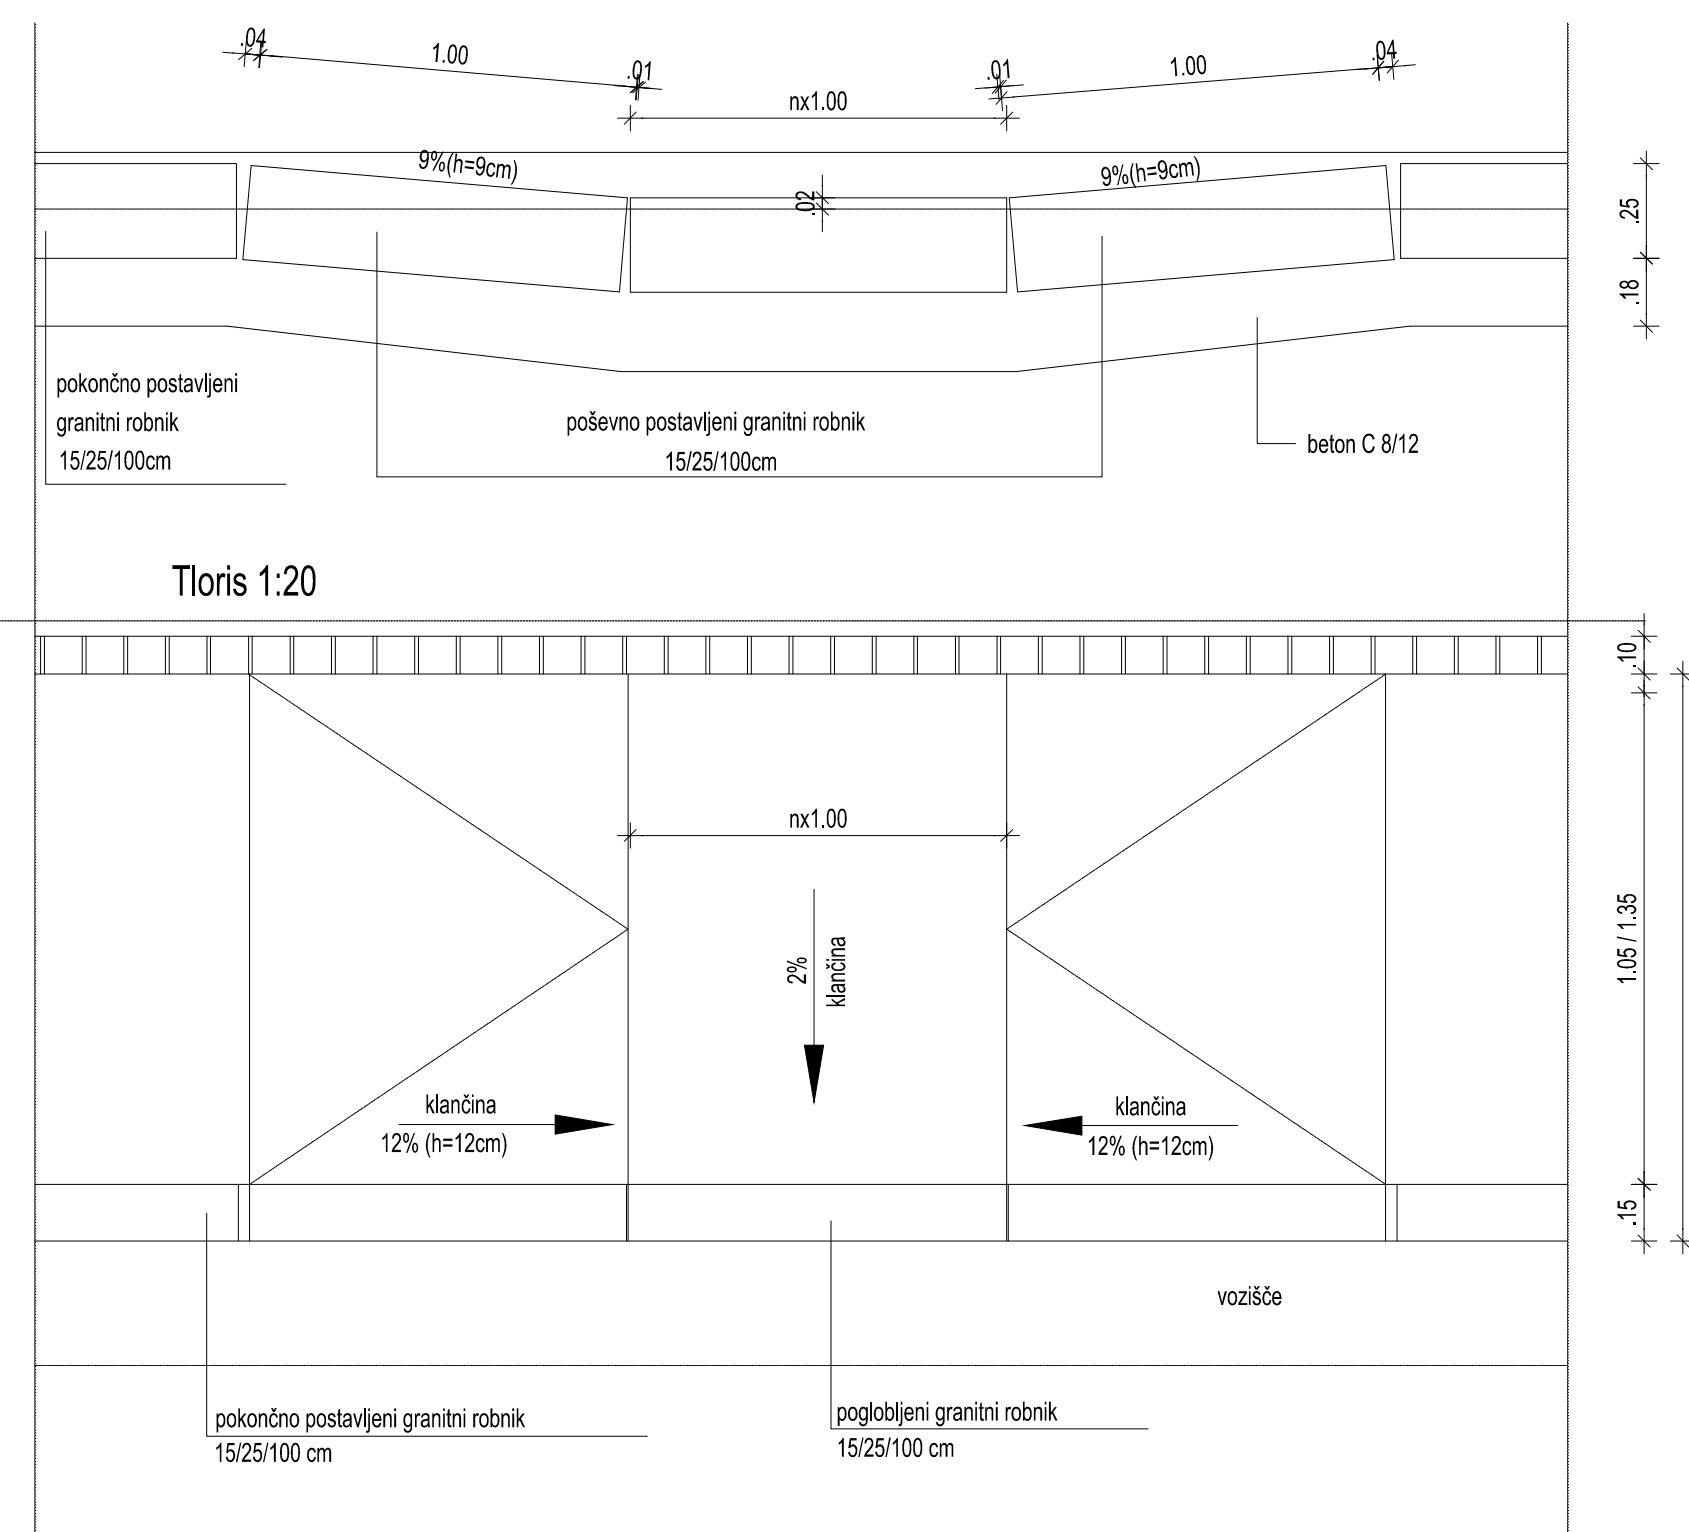 .04
1.00
.01
nx1.00
.01
1.00
.04
9%(h=9cm)
9%(h=9cm)
.02
.25
.18
pokončno postavljeni
granitni robnik
15/25/100cm
poševno postavljeni granitni robnik
15/25/100cm
beton C 8/12
Tloris 1:20
.10
nx1.00
2%
klančina
1.05 / 1.35
klančina
12% (h=12cm)
klančina
12% (h=12cm)
.15
vozišče
pokončno postavljeni granitni robnik
15/25/100 cm
poglobljeni granitni robnik
15/25/100 cm